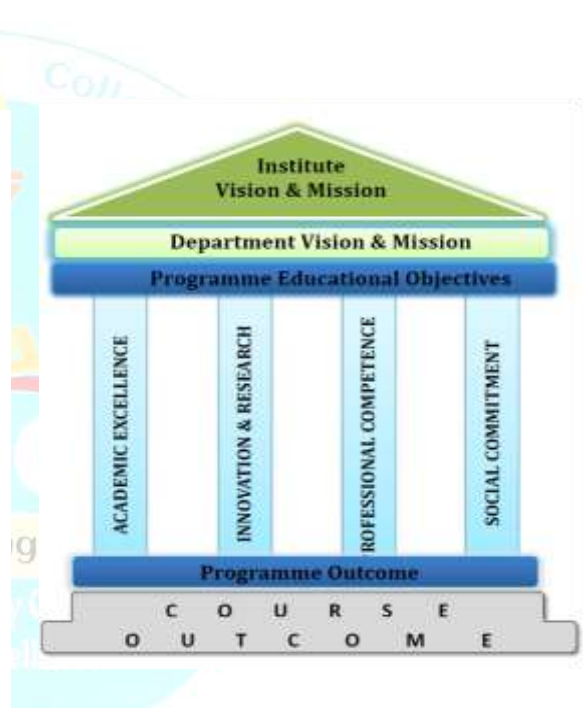 Coll
Institute
Vision & Mission
Department Vision & Mission
Programme Educational Objectives
ACADEMIC EXCELLENCE
INNOVATION & RESEARCH
ROFESSIONAL COMPETENCE
SOCIAL COMMITMENT
Programme Outcome
C O U R S E
O U T C O M E